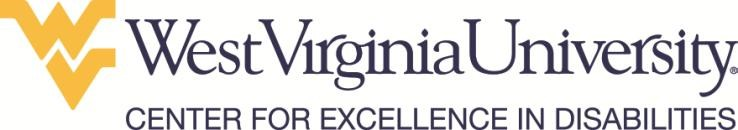 WestVirginiaUniversity®
CENTER FOR EXCELLENCE IN DISABILITIES